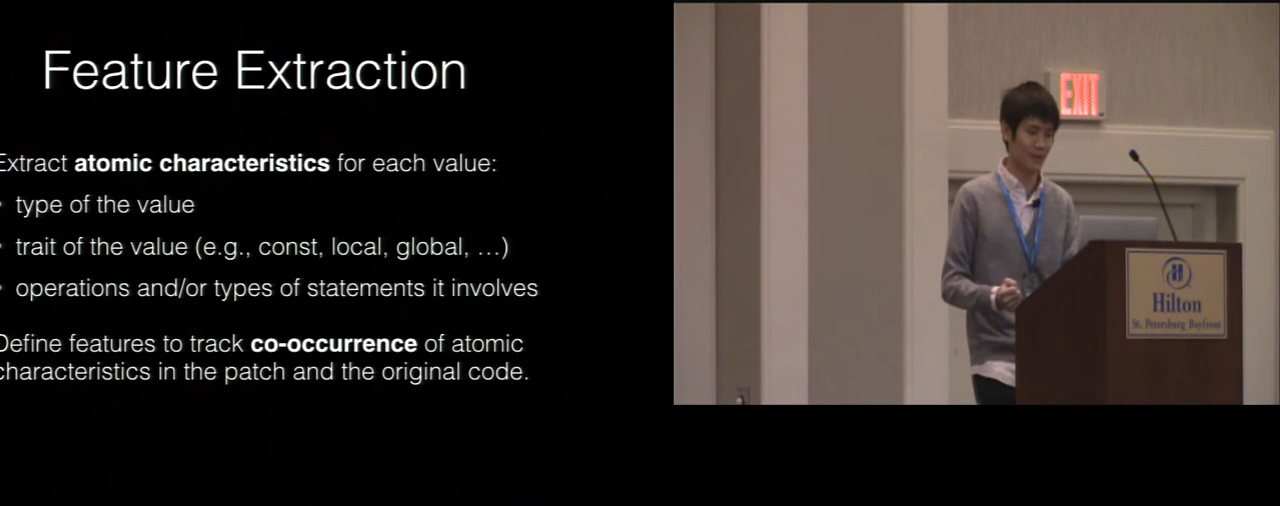 Feature Extraction
Extract atomic characteristics for each value:
• type of the value
• trait of the value (e.g., const, local, global, …)
• operations and/or types of statements it involves
Define features to track co-occurrence of atomic
characteristics in the patch and the original code.
EXIT
H
Hilton
St. Petersburg Bayfront